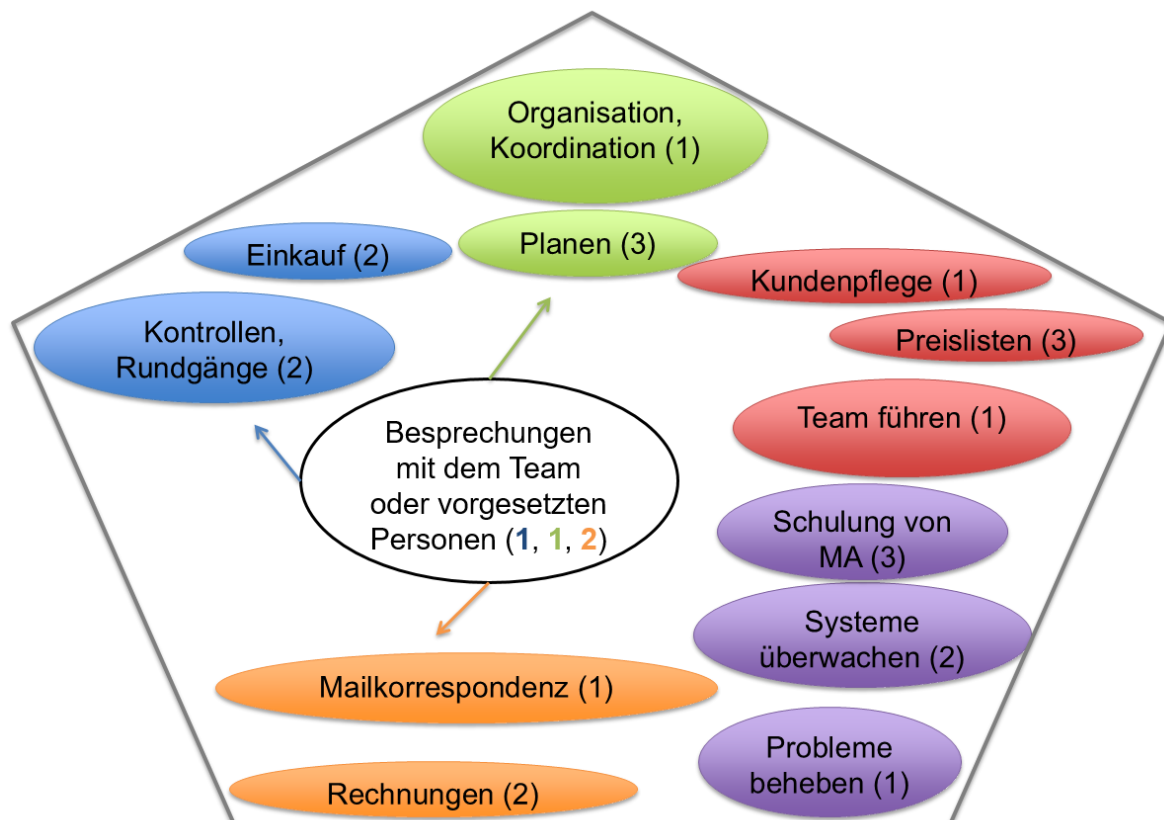 Organisation,
Koordination (1)
Einkauf (2)
Planen (3)
Kundenpflege (1)
Kontrollen,
Rundgänge (2)
Preislisten (3)
Team führen (1)
Besprechungen
mit dem Team
oder vorgesetzten
Personen (1, 1, 2)
Schulung von
MA (3)
Systeme
überwachen (2)
Mailkorrespondenz (1)
Probleme
beheben (1)
Rechnungen (2)